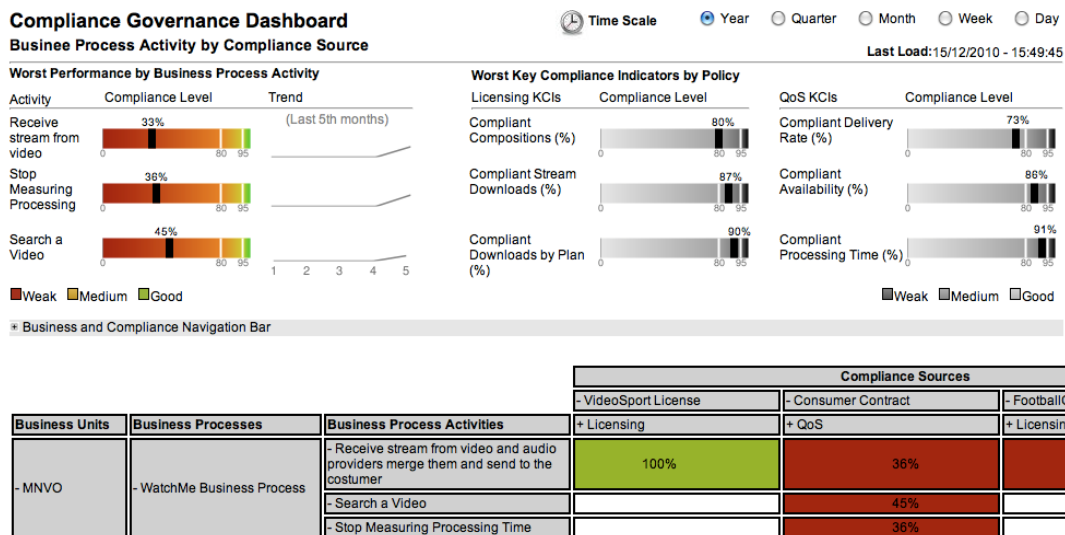 Compliance Governance Dashboard
Time Scale Year Quarter Month Week Day
Businee Process Activity by Compliance Source
Last Load:15/12/2010 - 15:49:45
Worst Performance by Business Process Activity
Activity Compliance Level Trend
Receive stream from video
33%
0 80 95
(Last 5th months)
Stop Measuring Processing
36%
0 80 95
Search a Video
45%
0 80 95
1 2 3 4 5
Weak Medium Good
Worst Key Compliance Indicators by Policy
Licensing KCIs Compliance Level
Compliant Compositions (%)
80%
0 80 95
Compliant Stream Downloads (%)
87%
0 80 95
Compliant Downloads by Plan (%)
90%
0 80 95
QoS KCIs Compliance Level
Compliant Delivery Rate (%)
73%
0 80 95
Compliant Availability (%)
86%
0 80 95
Compliant Processing Time (%)
91%
0 80 95
Weak Medium Good
+ Business and Compliance Navigation Bar
Compliance Sources
- VideoSport License - Consumer Contract
Business Units Business Processes Business Process Activities + Licensing + QoS
- MNVO - WatchMe Business Process
- Receive stream from video and audio
providers merge them and send to the
costumer
100% 36%
- Search a Video 45%
- Stop Measuring Processing Time 36%